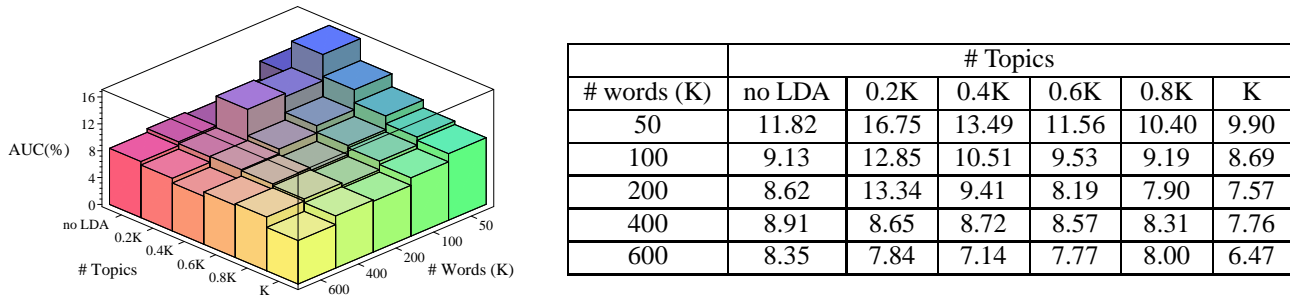 16
12
8
4
0
AUC(%)
no LDA
0.2K
0.4K
0.6K
0.8K
K
# Topics
600
400
200
100
50
# Words (K)
# Topics
# words (K) no LDA 0.2K 0.4K 0.6K 0.8K K
50 11.82 16.75 13.49 11.56 10.40 9.90
100 9.13 12.85 10.51 9.53 9.19 8.69
200 8.62 13.34 9.41 8.19 7.90 7.57
400 8.91 8.65 8.72 8.57 8.31 7.76
600 8.35 7.84 7.14 7.77 8.00 6.47